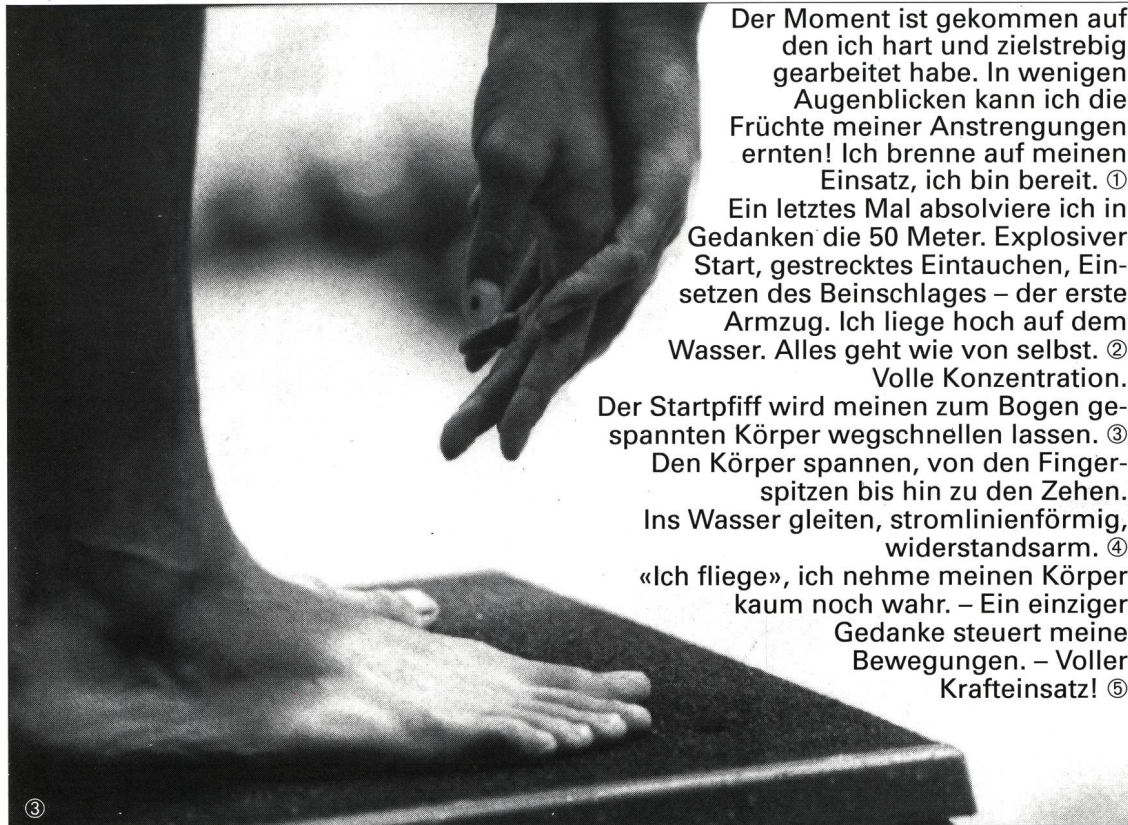 Der Moment ist gekommen auf
den ich hart und zielstrebig
gearbeitet habe. In wenigen
Augenblicken kann ich die
Früchte meiner Anstrengungen
ernten! Ich brenne auf meinen
Einsatz, ich bin bereit. ①
Ein letztes Mal absolviere ich in
Gedanken die 50 Meter. Explosiver
Start, gestrecktes Eintauchen, Ein-
setzen des Beinschlages – der erste
Armzug. Ich liege hoch auf dem
Wasser. Alles geht wie von selbst. ②
Volle Konzentration.
Der Startpfiff wird meinen zum Bogen ge-
spannten Körper wegschnellen lassen. ③
Den Körper spannen, von den Finger-
spitzen bis hin zu den Zehen.
Ins Wasser gleiten, stromlinienförmig,
widerstandsarm. ④
«Ich fliege», ich nehme meinen Körper
kaum noch wahr. – Ein einziger
Gedanke steuert meine
Bewegungen. – Voller
Krafteinsatz! ⑤
③